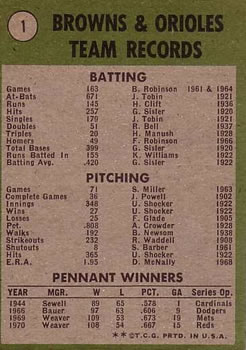 1
BROWNS & ORIOLES
TEAM RECORDS
BATTING
Games 163 B. Robinson 1961 & 1964
At-Bats 671 J. Tobin 1921
Runs 145 H. Clift 1936
Hits 257 G. Sisler 1920
Singles 179 J. Tobin 1921
Doubles 51 R. Bell 1937
Triples 20 H. Manush 1928
Homers 49 F. Robinson 1966
Total Bases 399 G. Sisler 1920
Runs Batted In 155 K. Williams 1922
Batting Avg. .420 G. Sisler 1922
PITCHING
Games 71 S. Miller 1963
Complete Games 36 J. Powell 1902
Innings 348 U. Shocker 1922
Wins 27 U. Shocker 1921
Losses 25 F. Glade 1905
Pct. .808 A. Crowder 1928
Walks 192 B. Newsom 1938
Strikeouts 232 R. Waddell 1908
Shutouts S. Barber 1961
Hits 365 U. Shocker 1922
E.R.A. 1.95 D. McNally 1968
PENNANT WINNERS
YEAR MGR. W L PCT. GA Series Op.
1944 Sewell 89 65 .578 1 Cardinals
1966 Bauer 97 63 .606 9 Dodgers
1969 Weaver 109 53 .673 19 Mets
1970 Weaver 108 54 .667 15 Reds
**©T.C.G. PRTD. IN U.S.A.